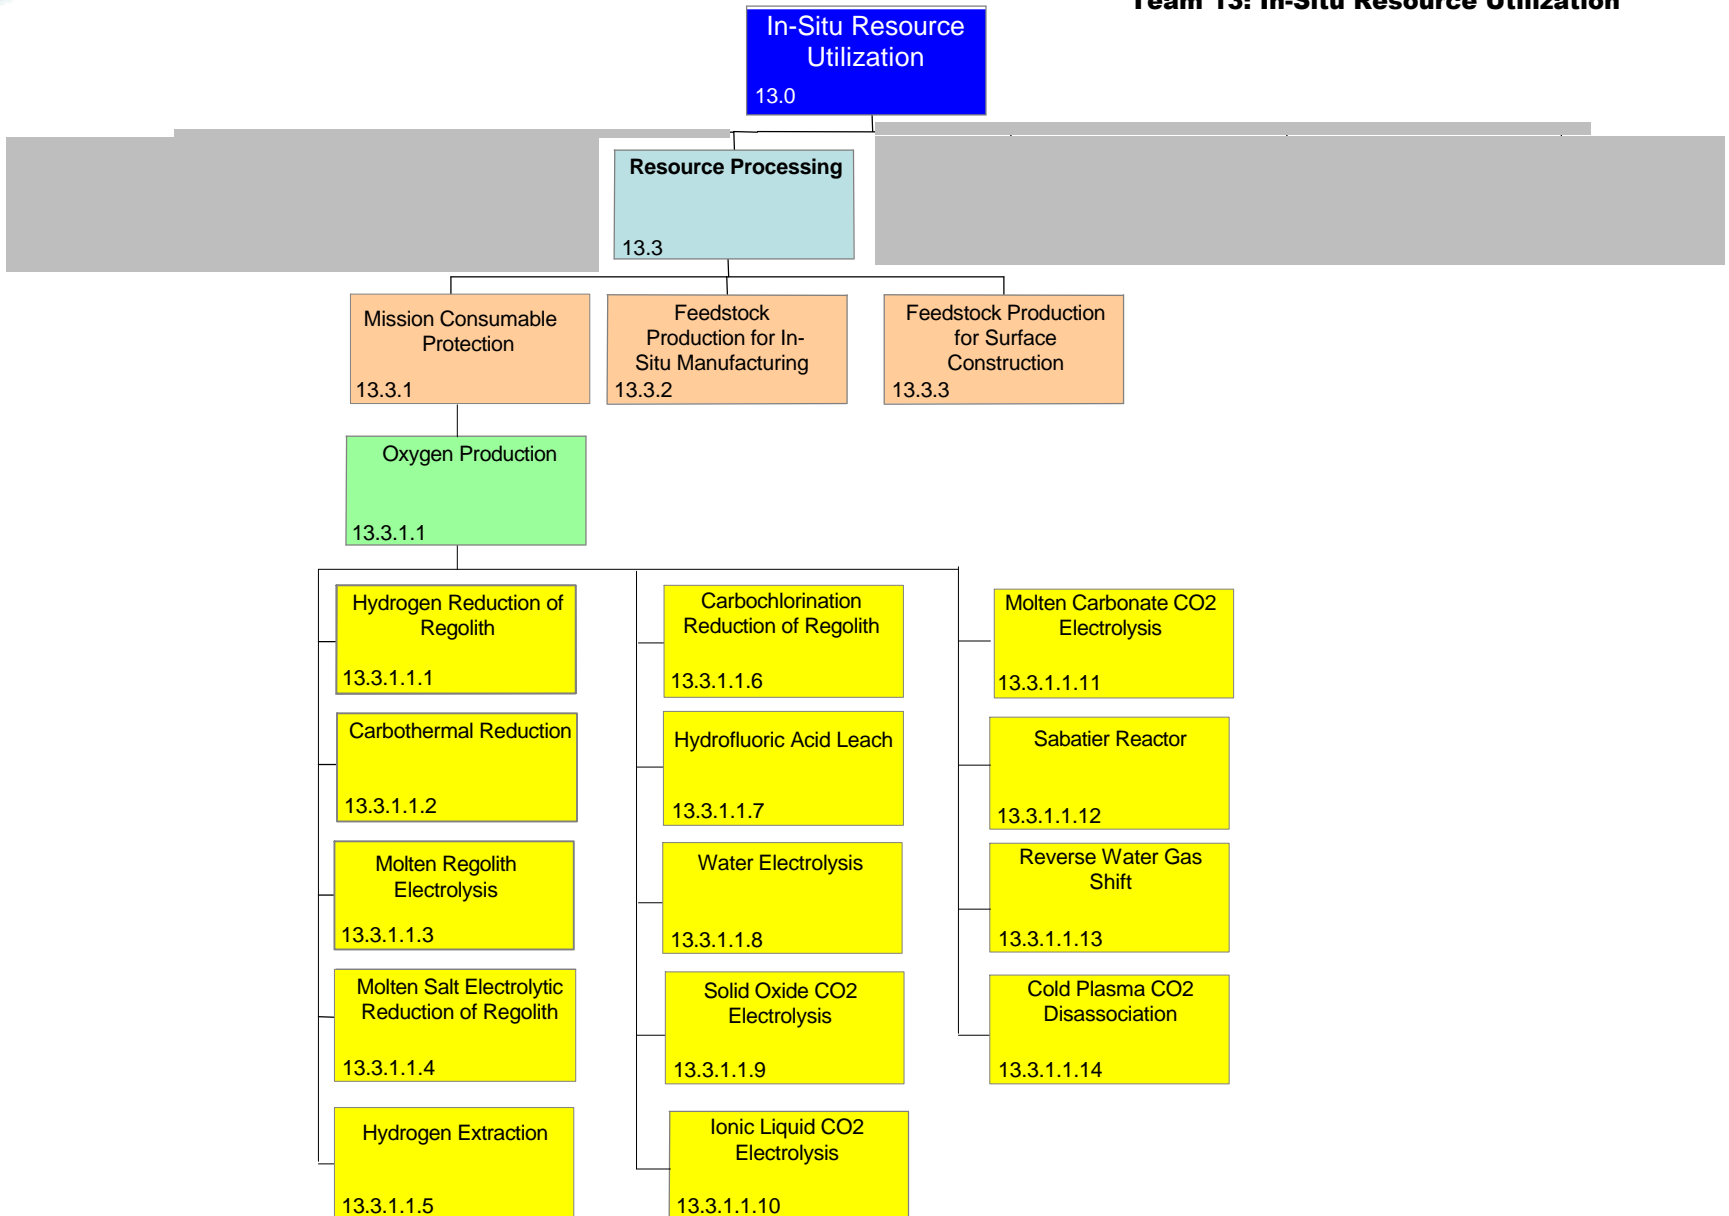 Team 13: In-Situ Resource Utilization
In-Situ Resource
Utilization
13.0
Resource Processing
13.3
Mission Consumable
Protection
13.3.1
Feedstock
Production for In-
Situ Manufacturing
13.3.2
Feedstock Production
for Surface
Construction
13.3.3
Oxygen Production
13.3.1.1
Hydrogen Reduction of
Regolith
13.3.1.1.1
Carbothermal Reduction
13.3.1.1.2
Molten Regolith
Electrolysis
13.3.1.1.3
Molten Salt Electrolytic
Reduction of Regolith
13.3.1.1.4
Hydrogen Extraction
13.3.1.1.5
Carbochlorination
Reduction of Regolith
13.3.1.1.6
Hydrofluoric Acid Leach
13.3.1.1.7
Water Electrolysis
13.3.1.1.8
Solid Oxide CO2
Electrolysis
13.3.1.1.9
Ionic Liquid CO2
Electrolysis
13.3.1.1.10
Molten Carbonate CO2
Electrolysis
13.3.1.1.11
Sabatier Reactor
13.3.1.1.12
Reverse Water Gas
Shift
13.3.1.1.13
Cold Plasma CO2
Disassociation
13.3.1.1.14